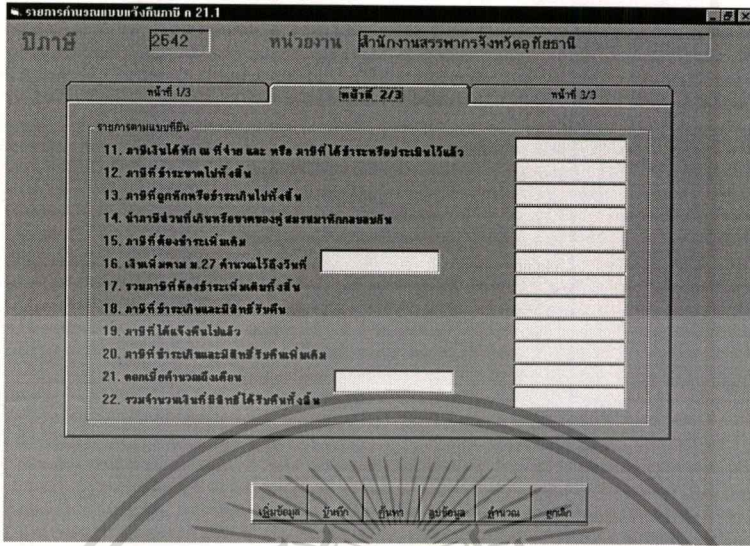 รายการคำนวณแบบแจ้งคืนภาษี ค 21.1
ปีภาษี 2542 หน่วยงาน สำนักงานสรรพากรจังหวัดอุทัยธานี
หน้าที่ 1/3 หน้าที่ 2/3 หน้าที่ 3/3
รายการตามแบบที่ยื่น
11. ภาษีเงินได้หัก ณ ที่จ่าย และ หรือ ภาษีที่ได้ชำระหรือประเมินไว้แล้ว
12. ภาษีที่ชำระขาดไปทั้งสิ้น
13. ภาษีที่ถูกหักหรือชำระเกินไปทั้งสิ้น
14. นำภาษีส่วนที่เกินหรือขาดของคู่สมรสมาหักกลบลบกัน
15. ภาษีที่ต้องชำระเพิ่มเติม
16. เงินเพิ่มตาม ม.27 คำนวณไว้ถึงวันที่
17. รวมภาษีที่ต้องชำระเพิ่มเติมทั้งสิ้น
18. ภาษีที่ชำระเกินและมีสิทธิ์รับคืน
19. ภาษีที่ได้แจ้งคืนไปแล้ว
20. ภาษีที่ชำระเกินและมีสิทธิ์รับคืนเพิ่มเติม
21. ดอกเบี้ยคำนวณถึงเดือน
22. รวมจำนวนเงินที่มีสิทธิ์ได้รับคืนทั้งสิ้น
เพิ่มข้อมูล บันทึก ค้นหา ลบข้อมูล คำนวณ ยกเลิก